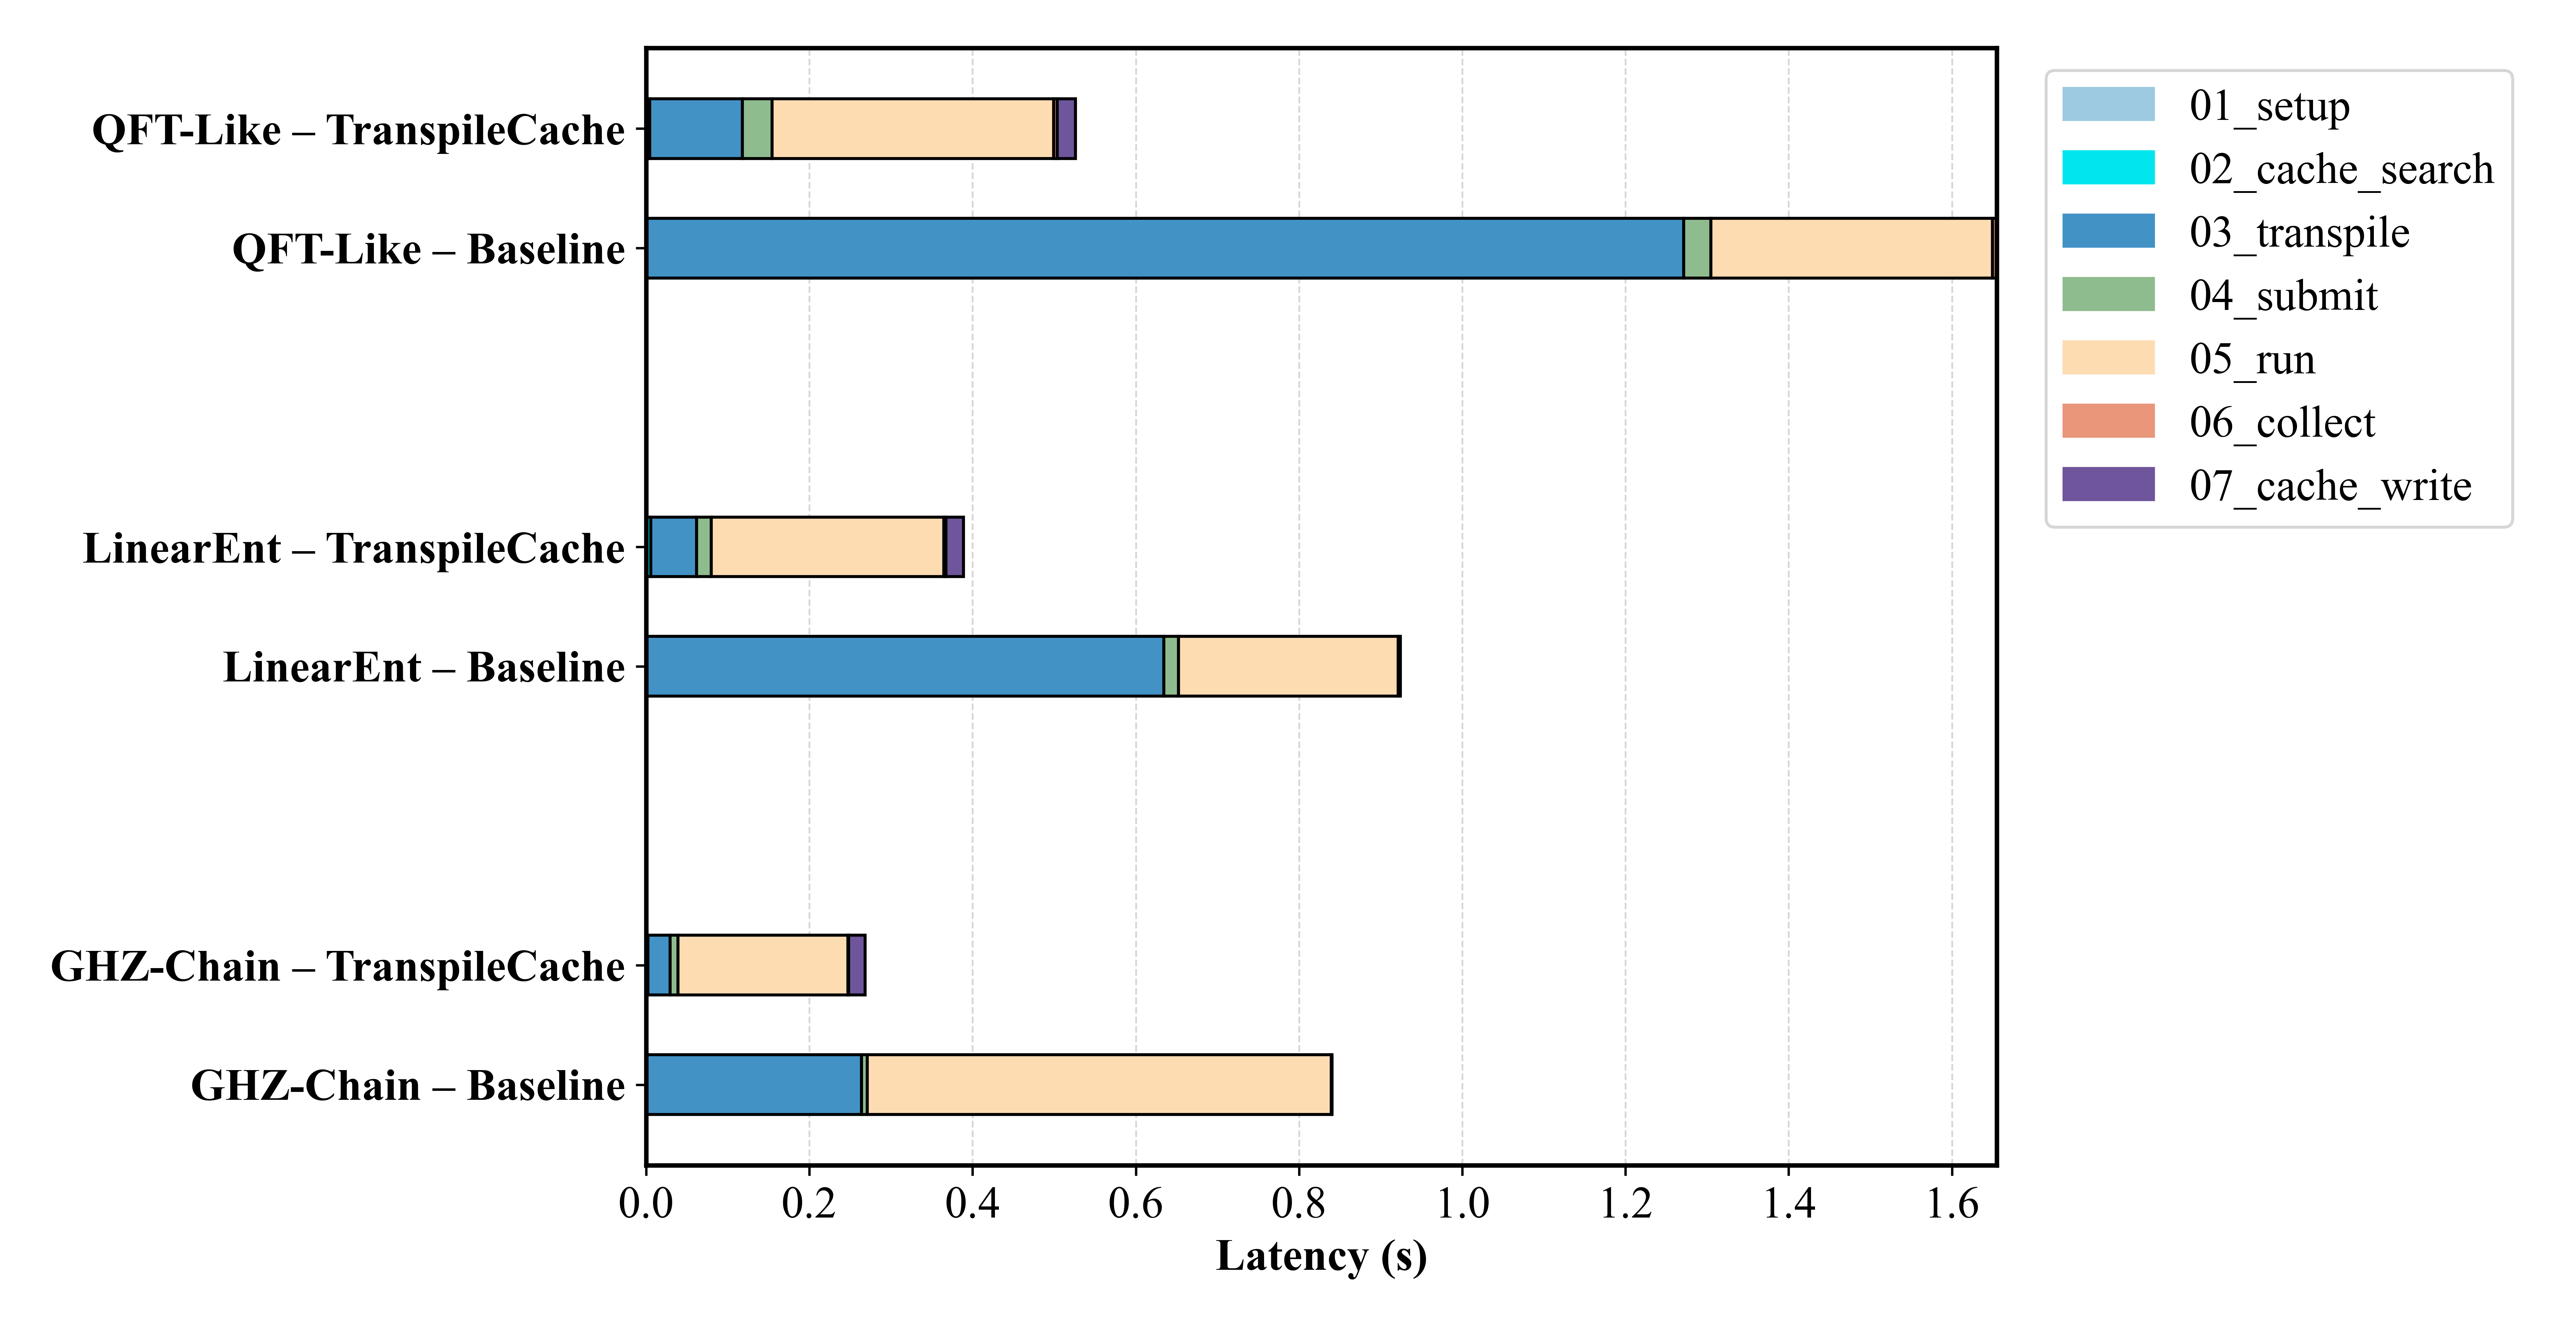 QFT-Like – TranspileCache
QFT-Like – Baseline
LinearEnt – TranspileCache
LinearEnt – Baseline
GHZ-Chain – TranspileCache
GHZ-Chain – Baseline
0.0 0.2 0.4 0.6 0.8 1.0 1.2 1.4 1.6
Latency (s)
01_setup
02_cache_search
03_transpile
04_submit
05_run
06_collect
07_cache_write